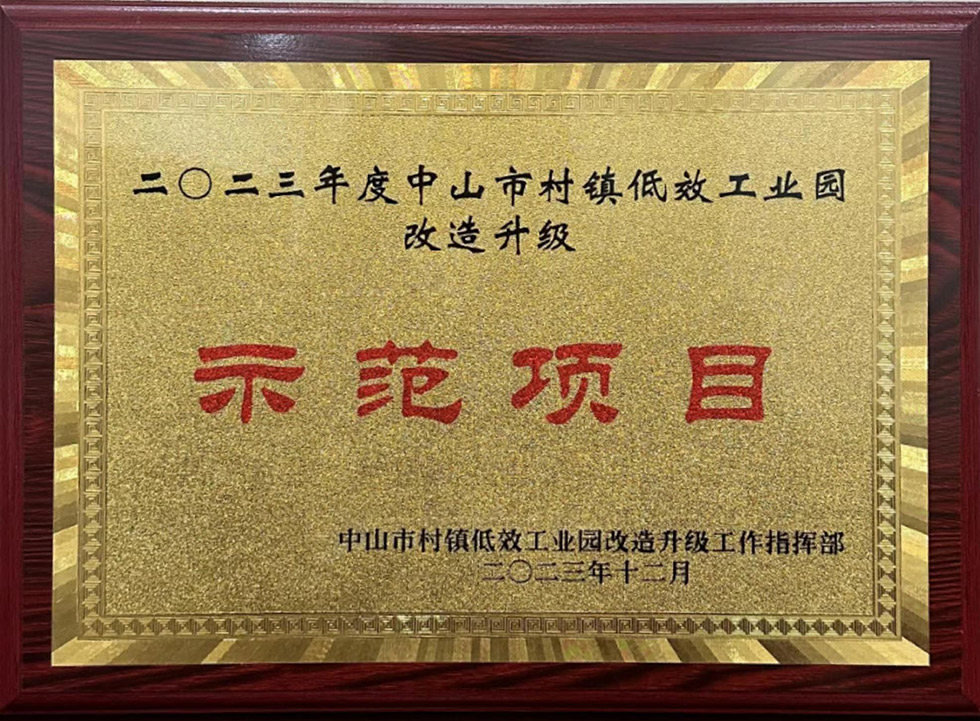 二〇二三年度中山市村镇低效工业园
改造升级
示范项目
中山市村镇低效工业园改造升级工作指挥部
二〇二三年十二月